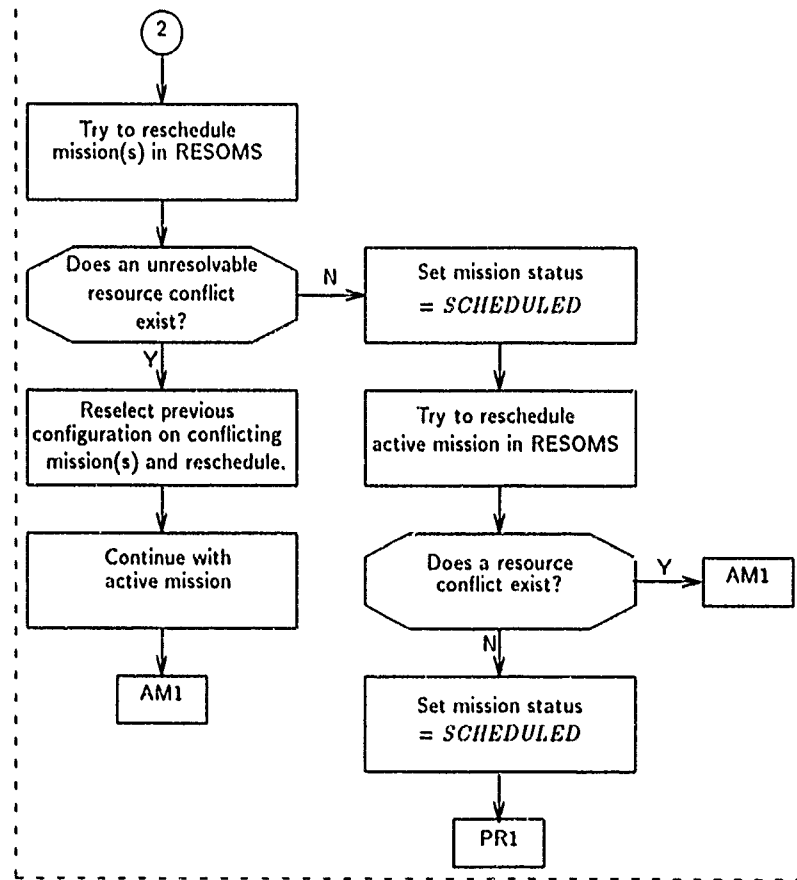 2
Try to reschedule
mission(s) in RESOMS
Does an unresolvable
resource conflict
exist?
N
Y
Set mission status
= SCHEDULED
Reselect previous
configuration on conflicting
mission(s) and reschedule.
Try to reschedule
active mission in RESOMS
Continue with
active mission
Does a resource
conflict exist?
Y
AM1
N
AM1
Set mission status
= SCHEDULED
PR1